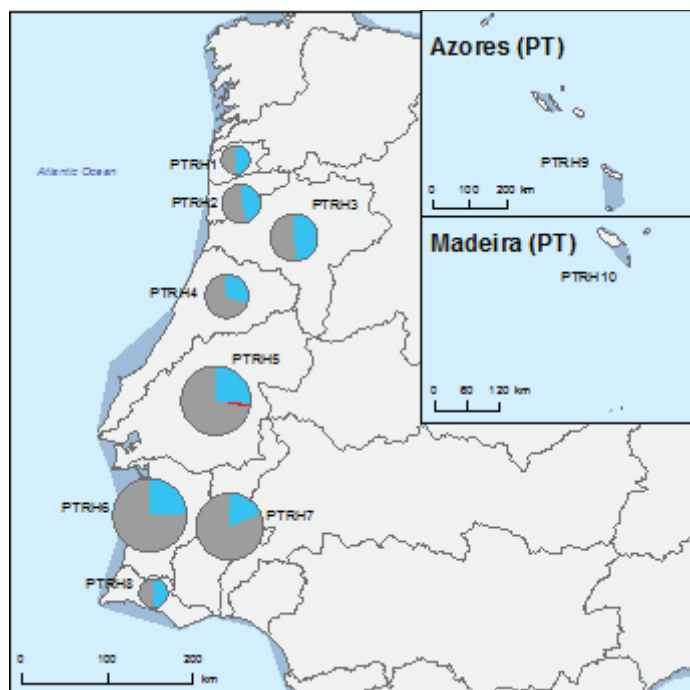 Azores (PT)
PTRH9
0 100 200
km
Madeira (PT)
PTRH10
0 60 120 km
Atlantic Ocean
PTRH1
PTRH2
PTRH3
PTRH4
PTRH5
PTRH6
PTRH7
PTRH8
0 100 200
km